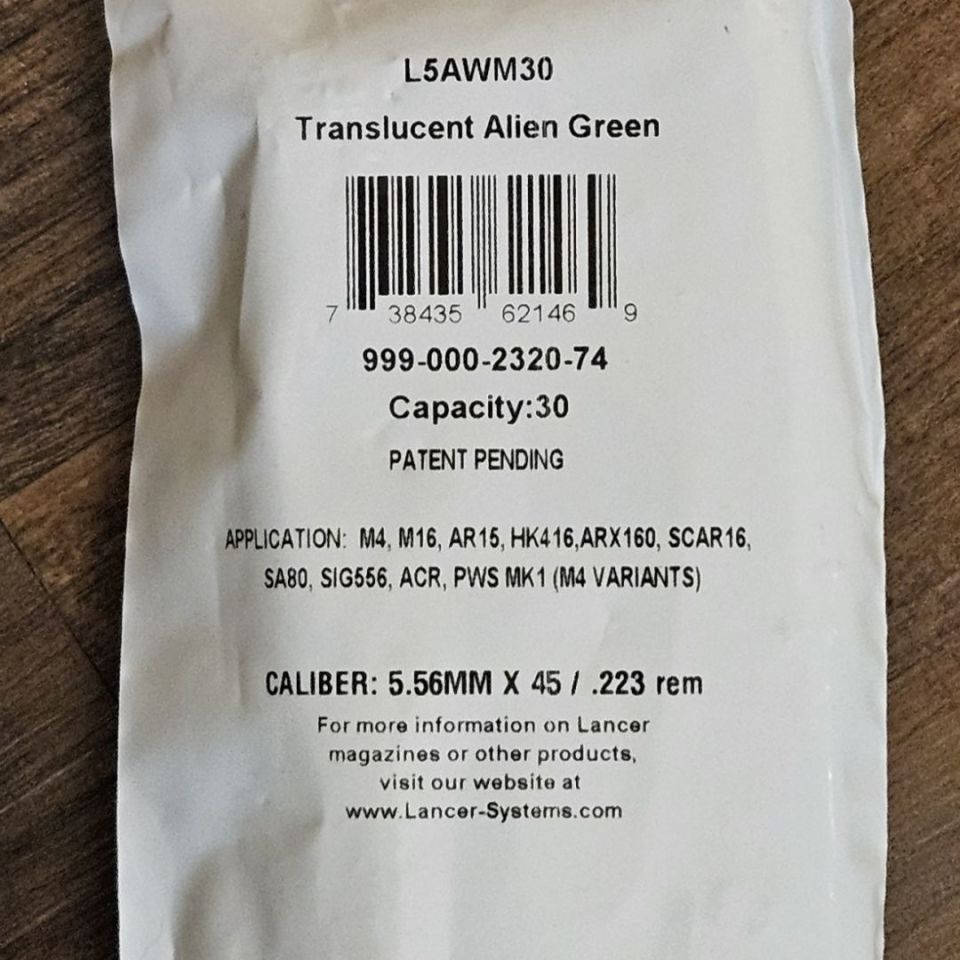 L5AWM30
Translucent Alien Green
7 38435 62146 9
999-000-2320-74
Capacity:30
PATENT PENDING
APPLICATION: M4, M16, AR15, HK416,ARX160, SCAR16,
SA80, SIG556, ACR, PWS MK1 (M4 VARIANTS)
CALIBER: 5.56MM X 45 / .223 rem
For more information on Lancer
magazines or other products,
visit our website at
www.Lancer-Systems.com